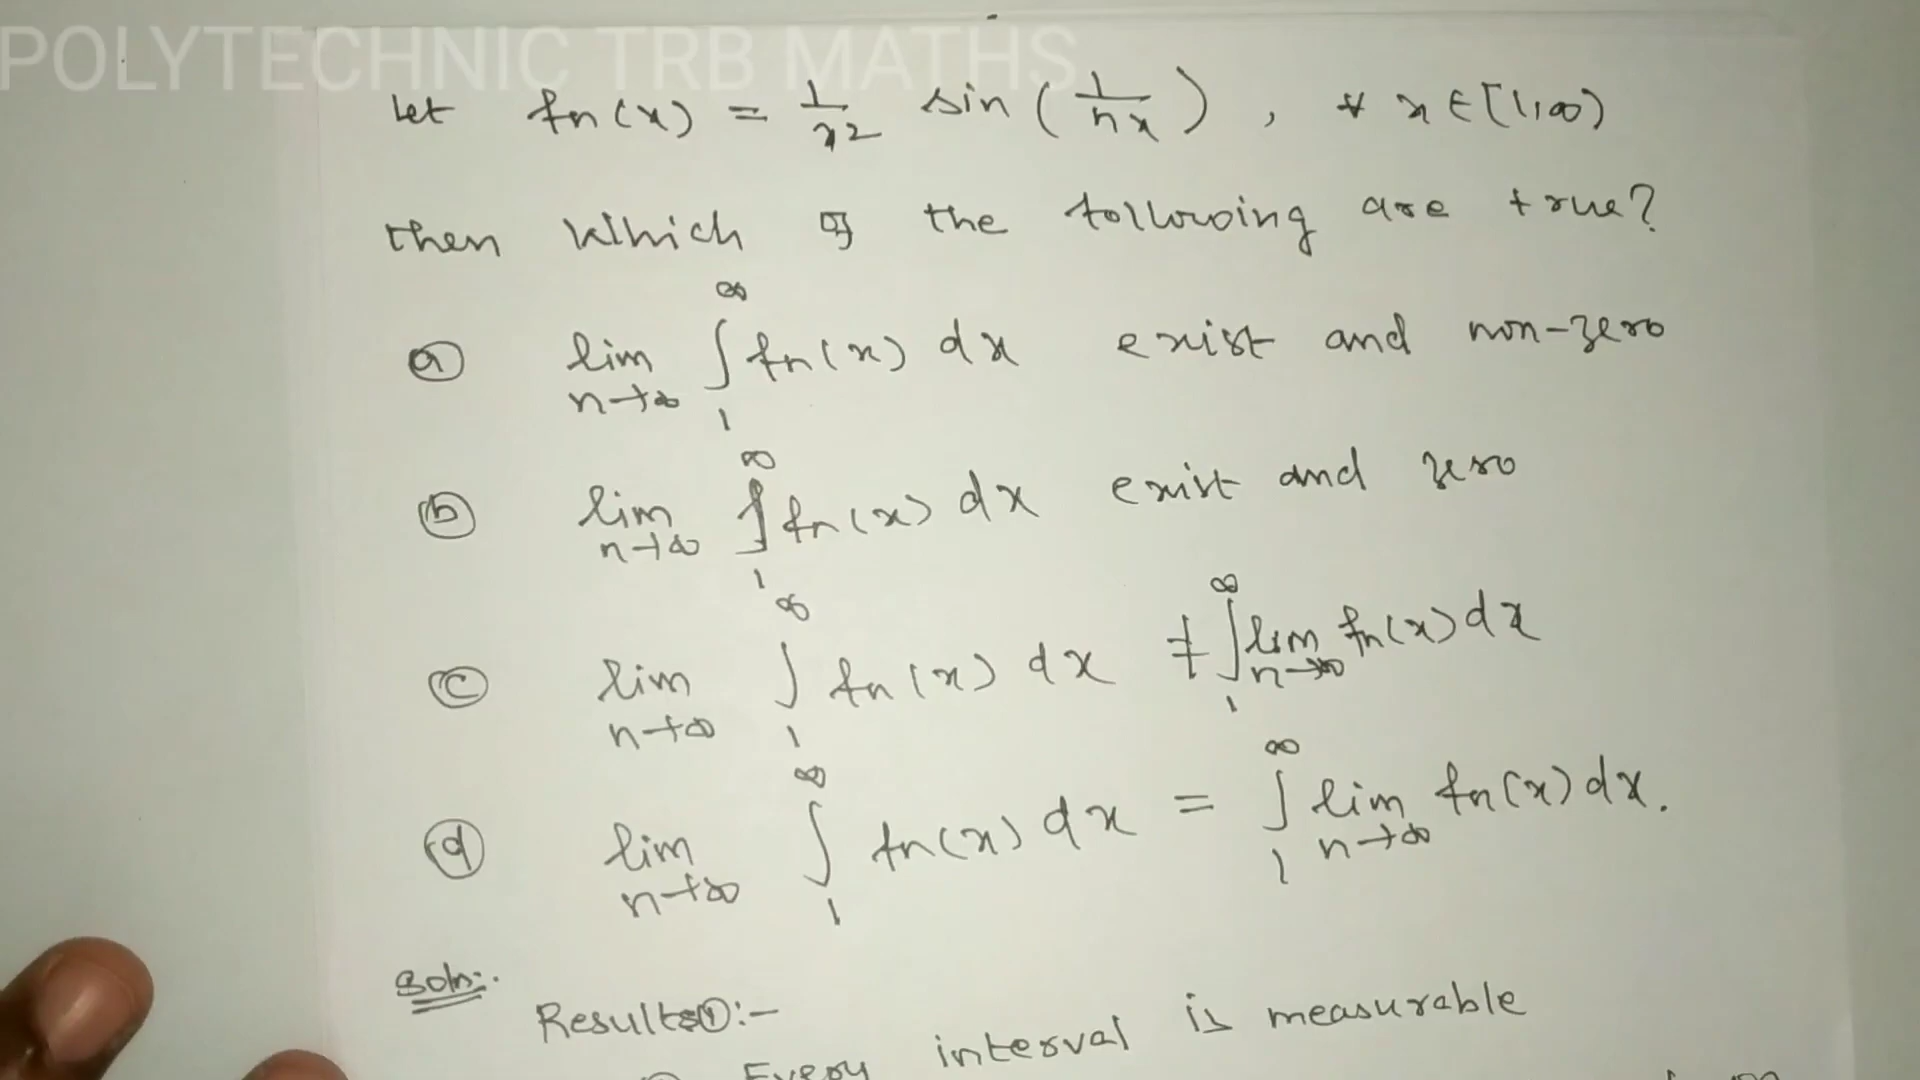 POLYTECHNIC TRB MATHS
Let fn(x) = 1/x2 sin (1/nx), ∀ x ∈ [1,∞)
then Which of the following are true?
(a) lim n→∞ ∫1^∞ fn(x) dx exist and non-zero
(b) lim n→∞ ∫1^∞ fn(x) dx exist and zero
(c) lim n→∞ ∫1^∞ fn(x) dx ≠ ∫1^∞ lim n→∞ fn(x) dx
(d) lim n→∞ ∫1^∞ fn(x) dx = ∫1^∞ lim n→∞ fn(x) dx.
Soln:.
Results①:-
Every interval is measurable